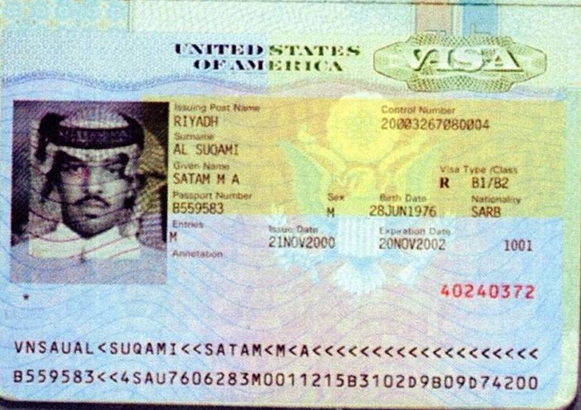 UNITED STATES
OF AMERICA
VISA
Issuing Post Name
RIYADH
Control Number
20003267080004
Surname
AL SUQAMI
Given Name
SATAM M A
Visa Type /Class
R B1/B2
Passport Number
B559583
Sex
M
Birth Date
28JUN1976
Nationality
SARB
Entries
M
Issue Date
21NOV2000
Expiration Date
20NOV2002
1001
Annotation
*
40240372
VNSAUAL<SUQAMI<<SATAM<M<A<<<<<<<<<<<<<<<<<<<
B559583<<4SAU7606283M0011215B3102D9B09D74200